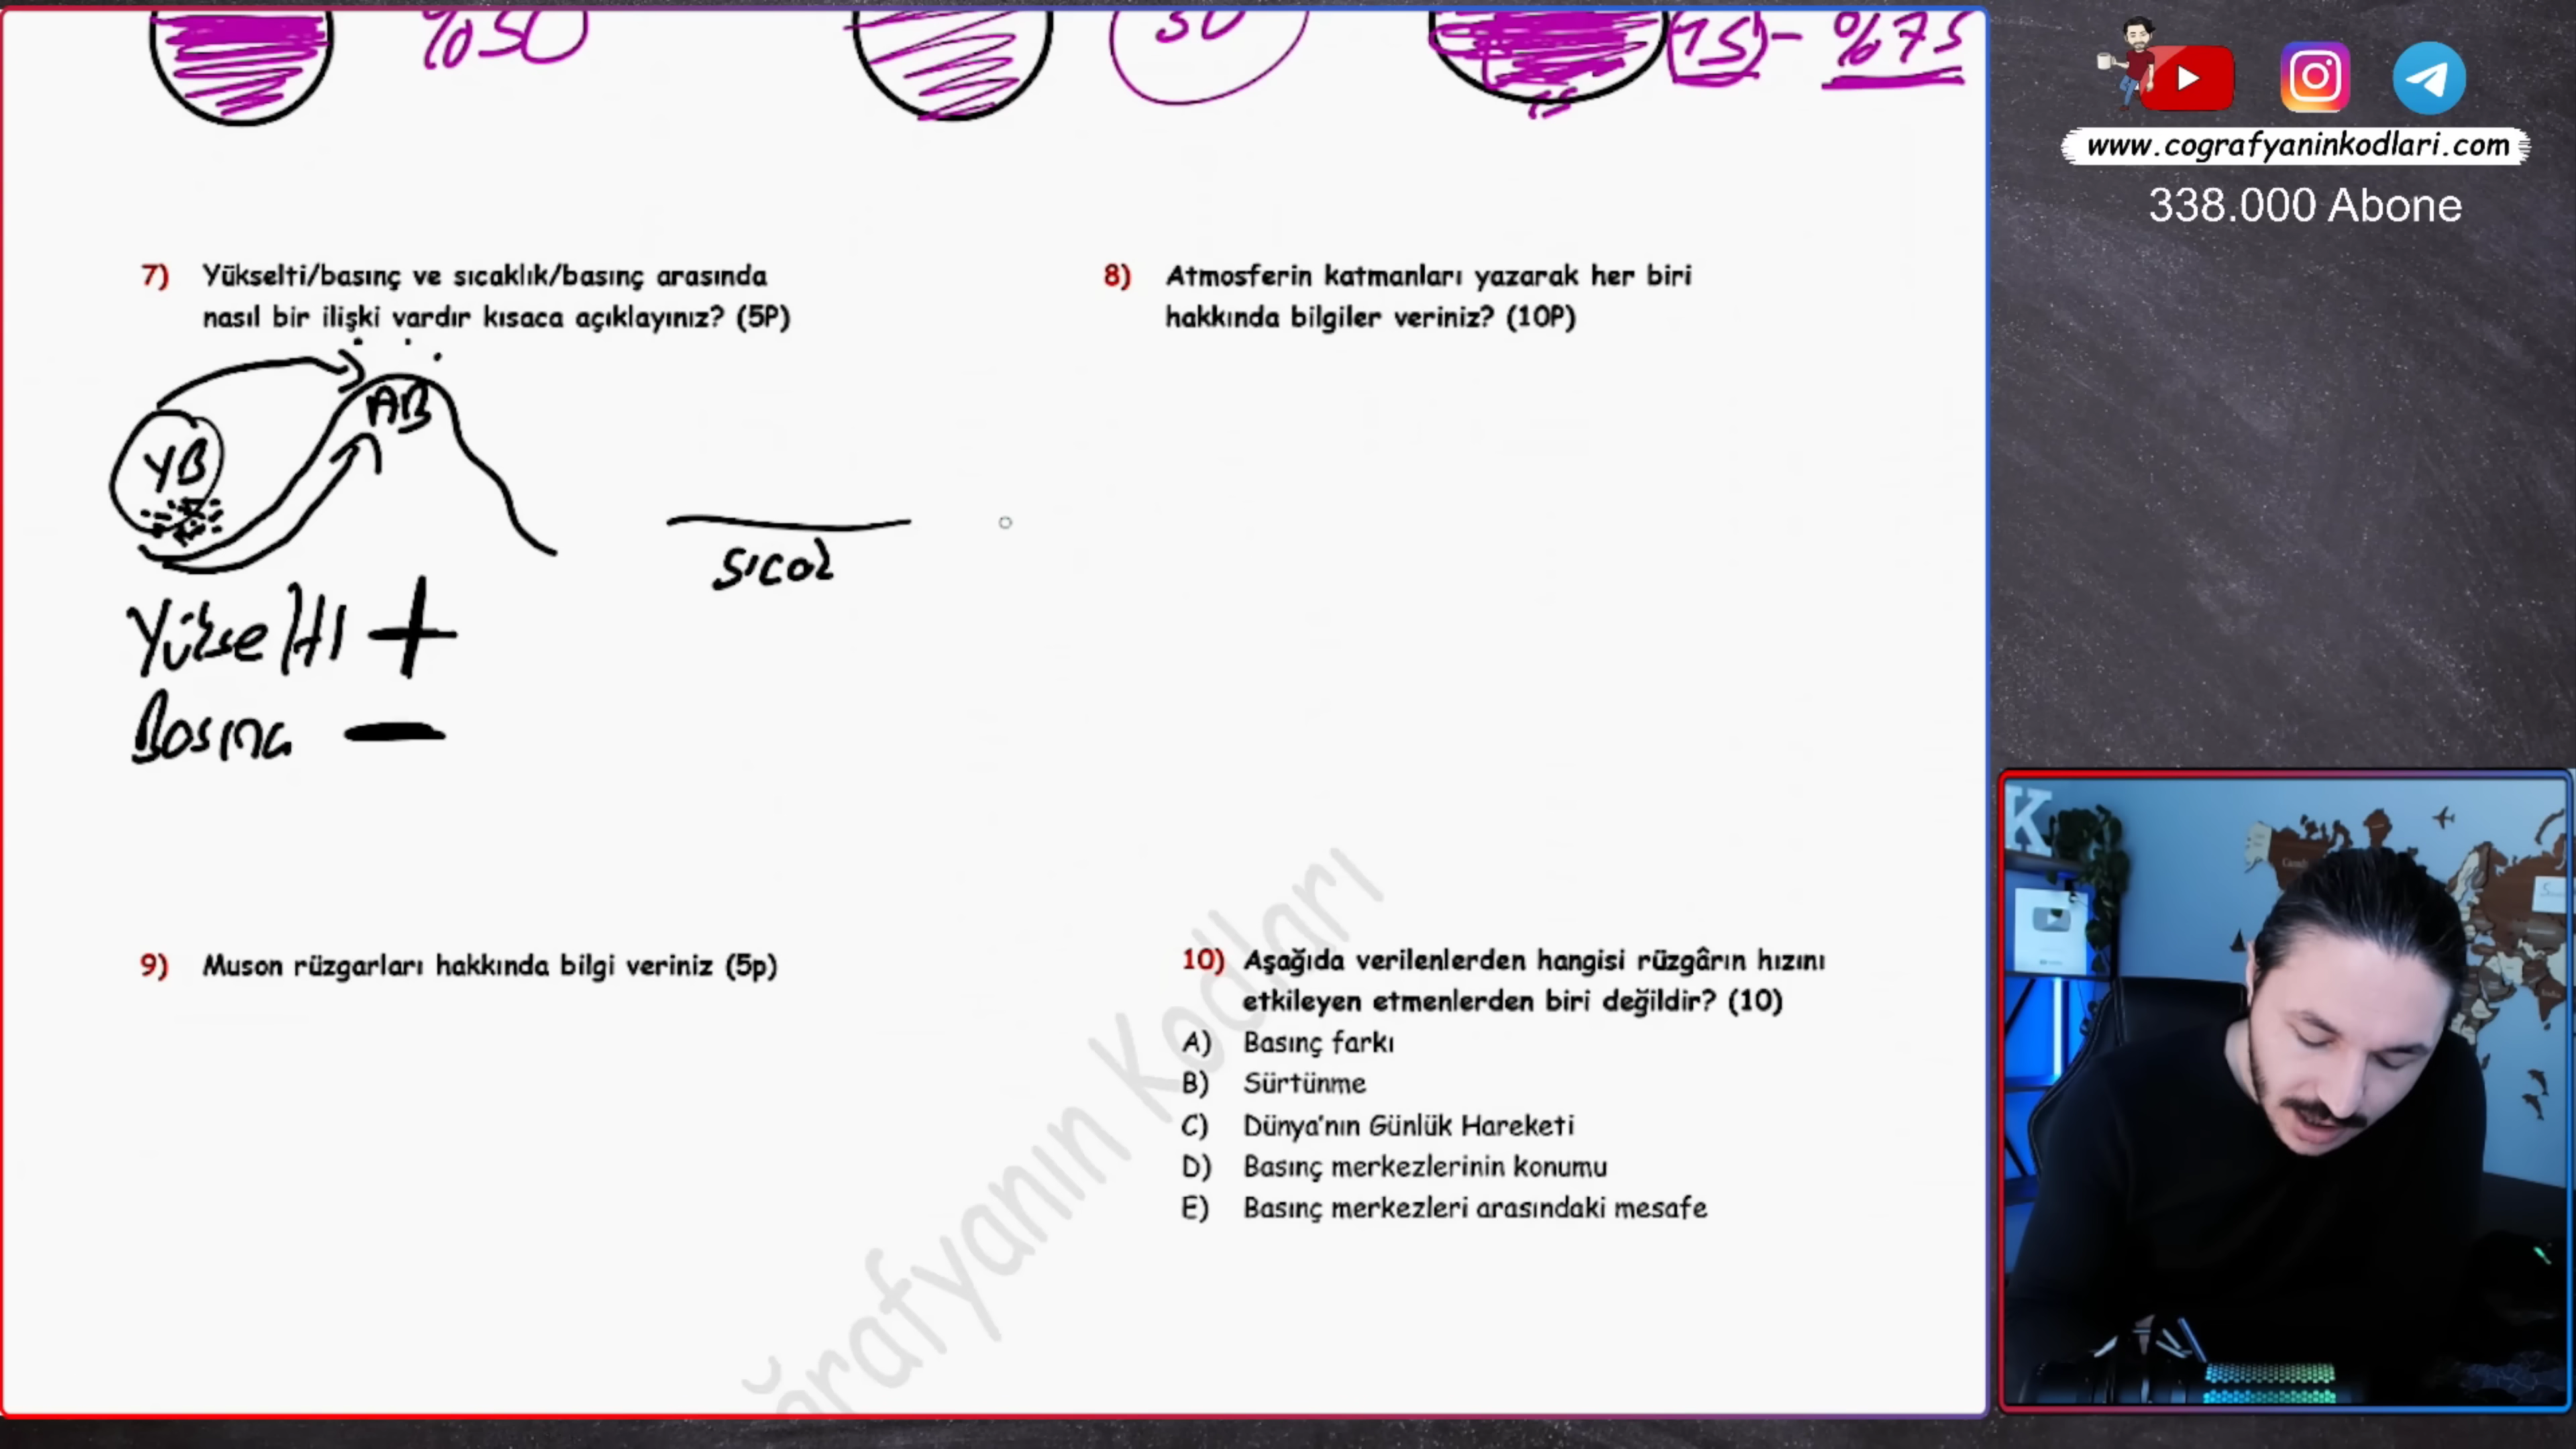 %50
50
75 - %75
15
www.cografyaninkodlari.com
338.000 Abone
7) Yükselti/basınç ve sıcaklık/basınç arasında
nasıl bir ilişki vardır kısaca açıklayınız? (5P)
AB
YB
sıcak
Yükselti +
Basınç -
8) Atmosferin katmanları yazarak her biri
hakkında bilgiler veriniz? (10P)
9) Muson rüzgarları hakkında bilgi veriniz (5p)
10) Aşağıda verilenlerden hangisi rüzgârın hızını
etkileyen etmenlerden biri değildir? (10)
A) Basınç farkı
B) Sürtünme
C) Dünya'nın Günlük Hareketi
D) Basınç merkezlerinin konumu
E) Basınç merkezleri arasındaki mesafe
ğrafyanın Kodları
K